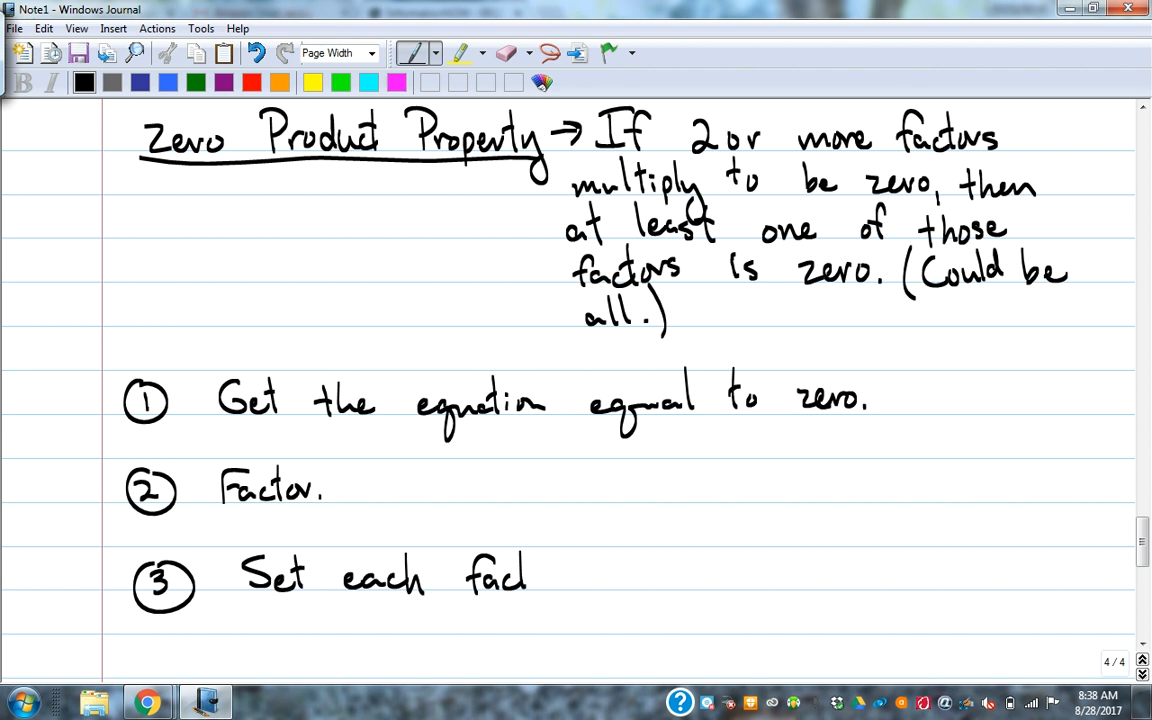 Note1 - Windows Journal
File Edit View Insert Actions Tools Help
Page Width
B I
Zero Product Property → If 2 or more factors
multiply to be zero, then
at least one of those
factors is zero. (Could be
all.)
① Get the equation equal to zero.
② Factor.
③ Set each fac
4 / 4
8:38 AM
8/28/2017